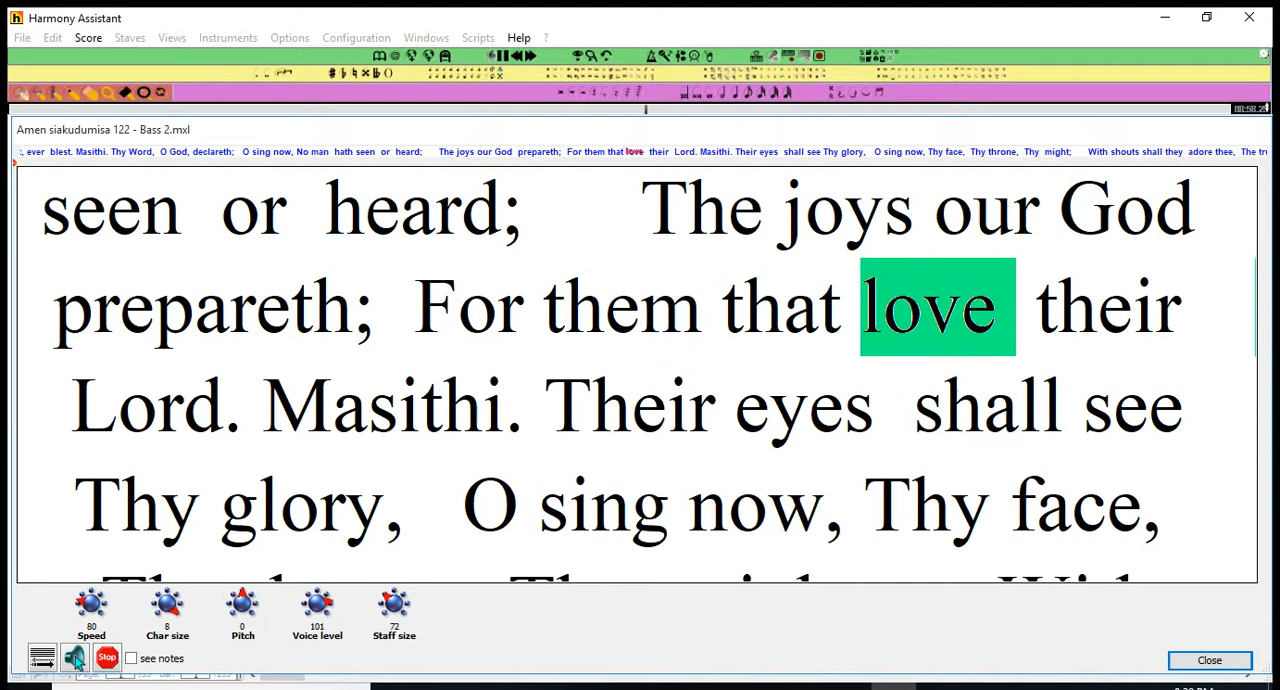 Harmony Assistant
File Edit Score Staves Views Instruments Options Configuration Windows Scripts Help ?
Amen siakudumisa 122 - Bass 2.mxl
, ever blest. Masithi. Thy Word, O God, declareth; O sing now, No man hath seen or heard; The joys our God prepareth; For them that love their Lord. Masithi. Their eyes shall see Thy glory, O sing now, Thy face, Thy throne, Thy might; With shouts shall they adore thee, The tr
seen or heard; The joys our God
prepareth; For them that love their
Lord. Masithi. Their eyes shall see
Thy glory, O sing now, Thy face,
80 8 0 101 72
Speed Char size Pitch Voice level Staff size
Stop see notes Close